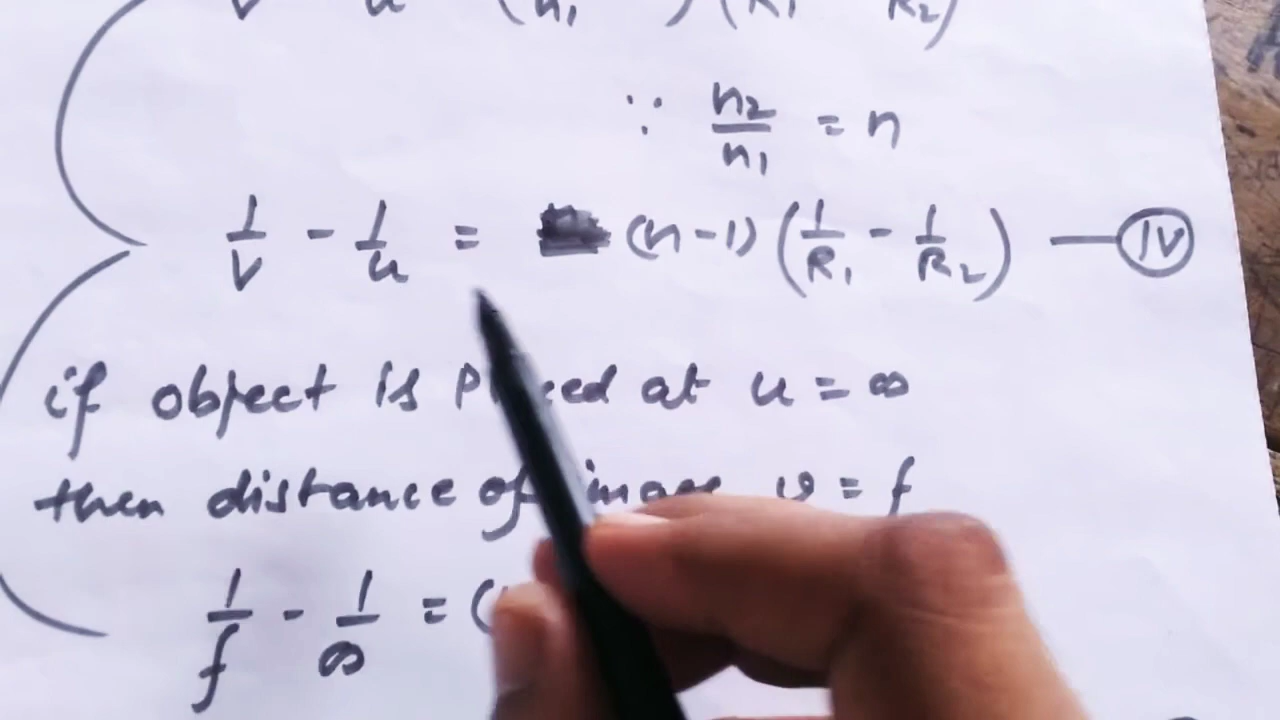 ∵ n₂/n₁ = n
1/v - 1/u = (n-1) (1/R₁ - 1/R₂) — IV
if object is placed at u = ∞
then distance of image v = f
1/f - 1/∞ = (